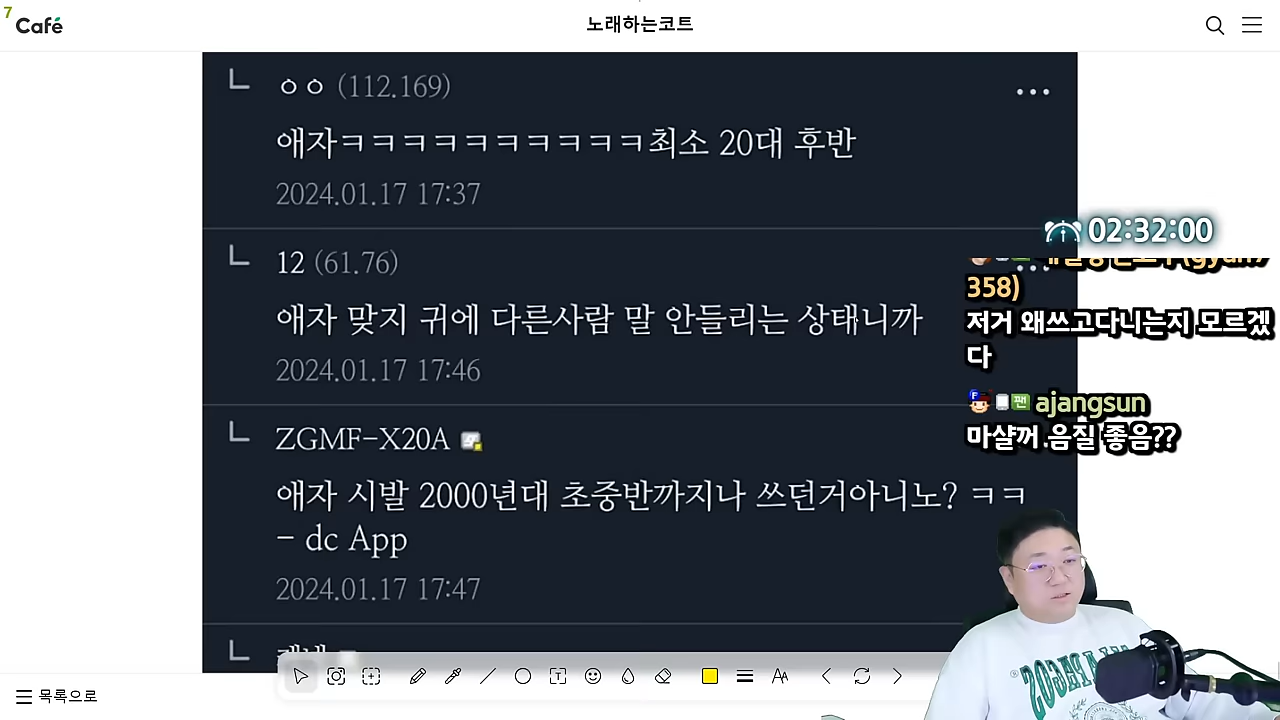 7
Café
노래하는코트
ㅇㅇ (112.169)
애자ㅋㅋㅋㅋㅋㅋㅋㅋㅋㅋ최소 20대 후반
2024.01.17 17:37
02:32:00
12 (61.76)
358)
애자 맞지 귀에 다른사람 말 안들리는 상태니까
저거 왜쓰고다니는지 모르겠
다
2024.01.17 17:46
팬 ajangsun
마샬꺼 음질 좋음??
ZGMF-X20A
애자 시발 2000년대 초중반까지나 쓰던거아니노? ㅋㅋ
- dc App
2024.01.17 17:47
목록으로